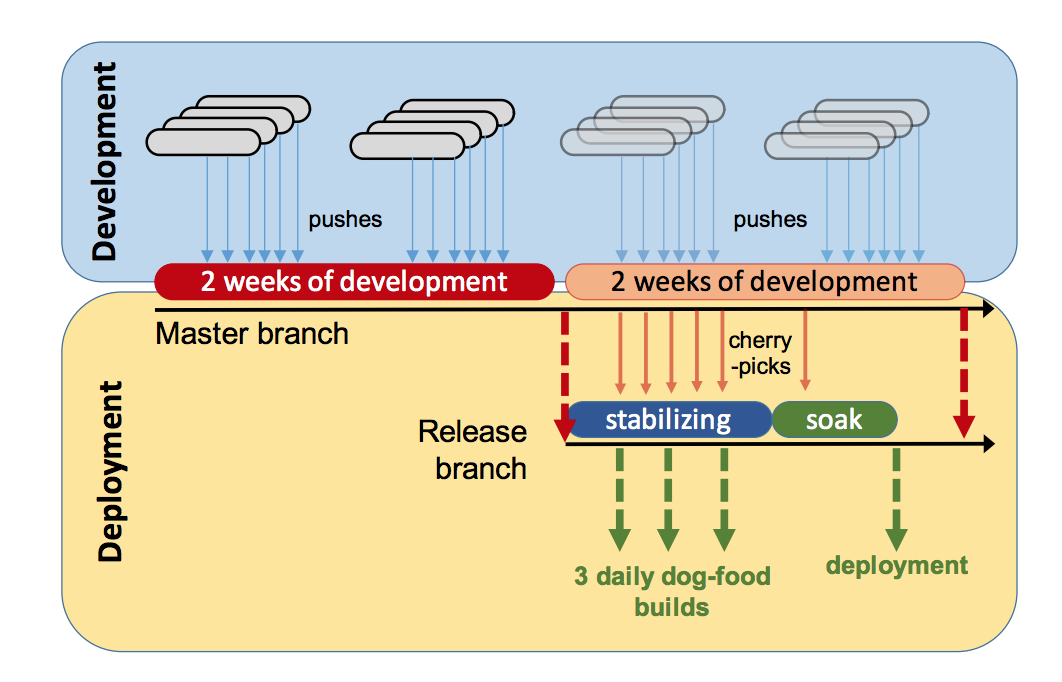 Development
pushes
pushes
2 weeks of development
2 weeks of development
Master branch
cherry
-picks
Deployment
stabilizing
soak
Release
branch
3 daily dog-food
builds
deployment